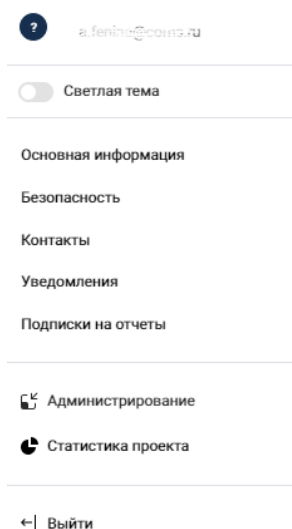 ?
Светлая тема
Основная информация
Безопасность
Контакты
Уведомления
Подписки на отчеты
Администрирование
Статистика проекта
Выйти